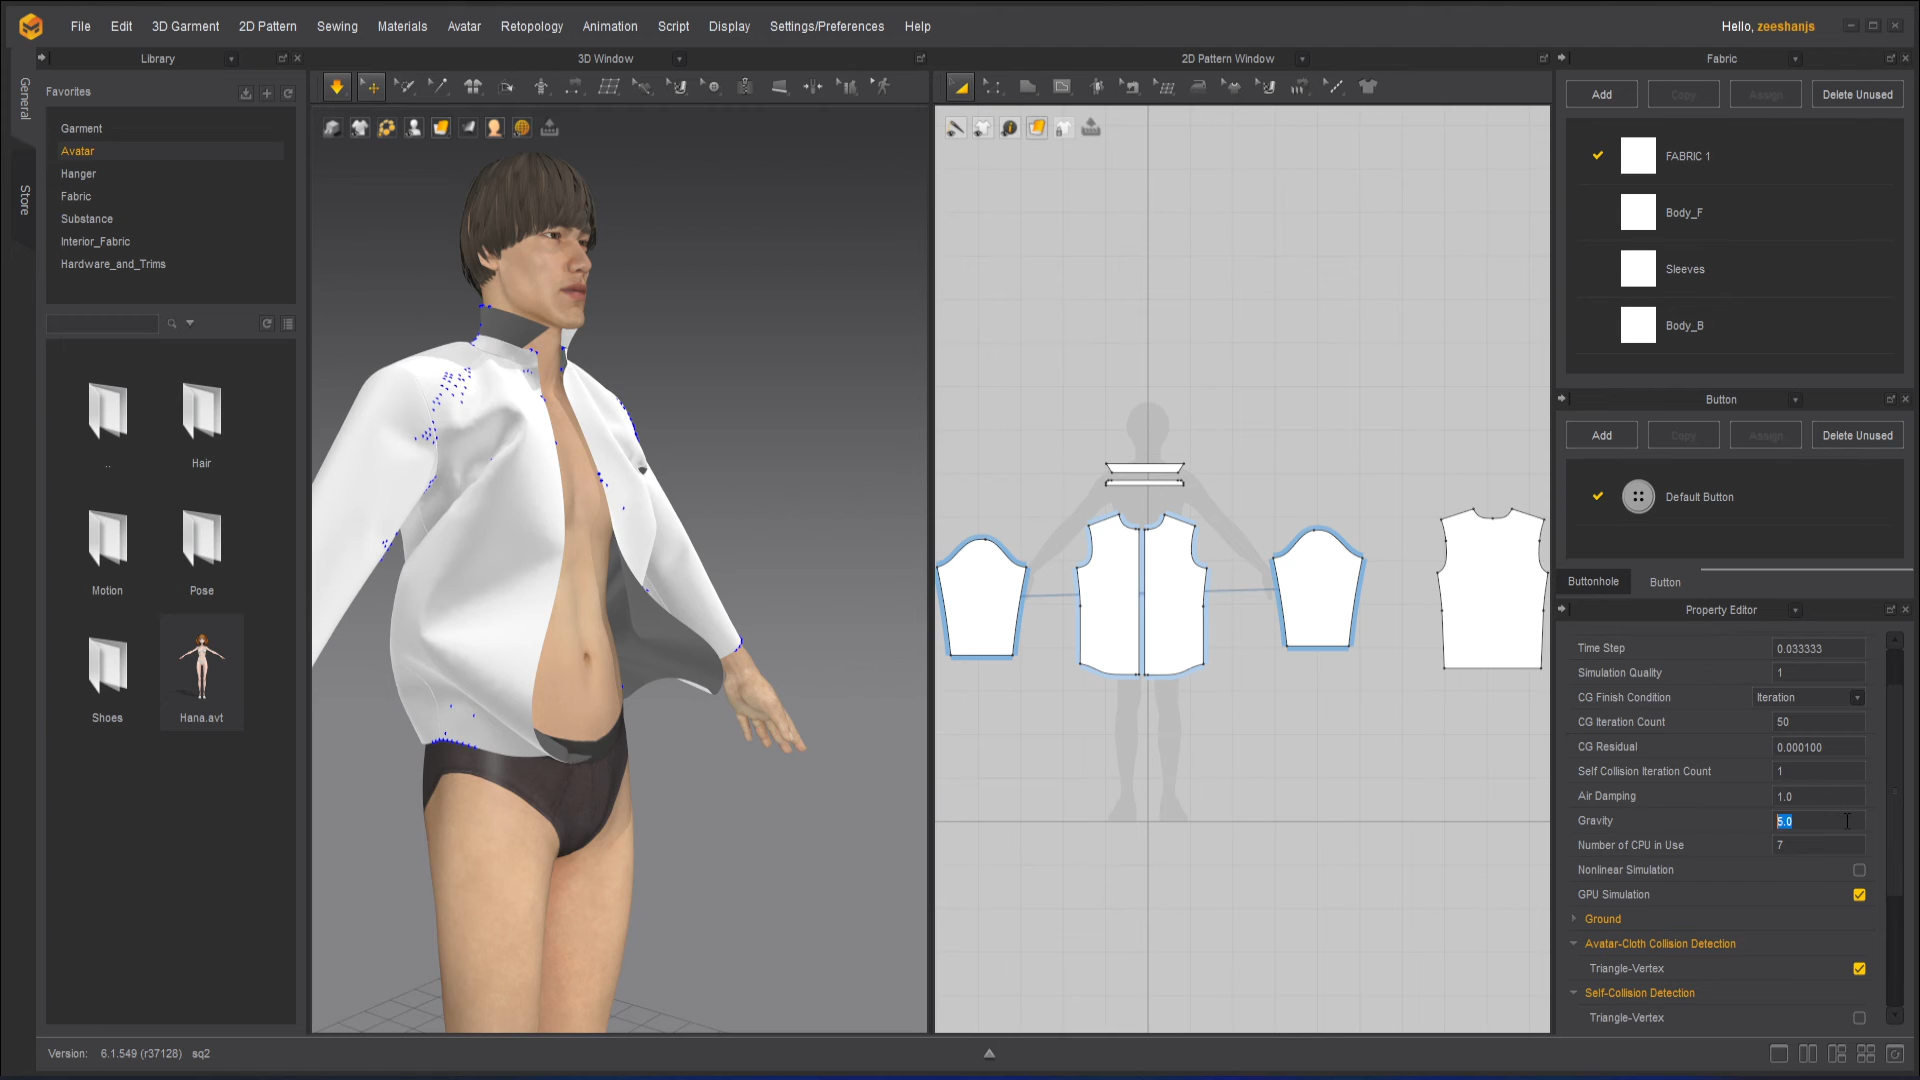 File Edit 3D Garment 2D Pattern Sewing Materials Avatar Retopology Animation Script Display Settings/Preferences Help
Hello, zeeshanjs
Library
3D Window
2D Pattern Window
Fabric
General
Store
Favorites
Garment
Avatar
Hanger
Fabric
Substance
Interior_Fabric
Hardware_and_Trims
..
Hair
Motion
Pose
Shoes
Hana.avt
Add Copy Assign Delete Unused
FABRIC 1
Body_F
Sleeves
Body_B
Button
Add Copy Assign Delete Unused
Default Button
Buttonhole Button
Property Editor
Time Step 0.033333
Simulation Quality 1
CG Finish Condition Iteration
CG Iteration Count 50
CG Residual 0.000100
Self Collision Iteration Count 1
Air Damping 1.0
Gravity 5.0
Number of CPU in Use 7
Nonlinear Simulation
GPU Simulation
Ground
Avatar-Cloth Collision Detection
Triangle-Vertex
Self-Collision Detection
Triangle-Vertex
Version: 6.1.549 (r37128) sq2